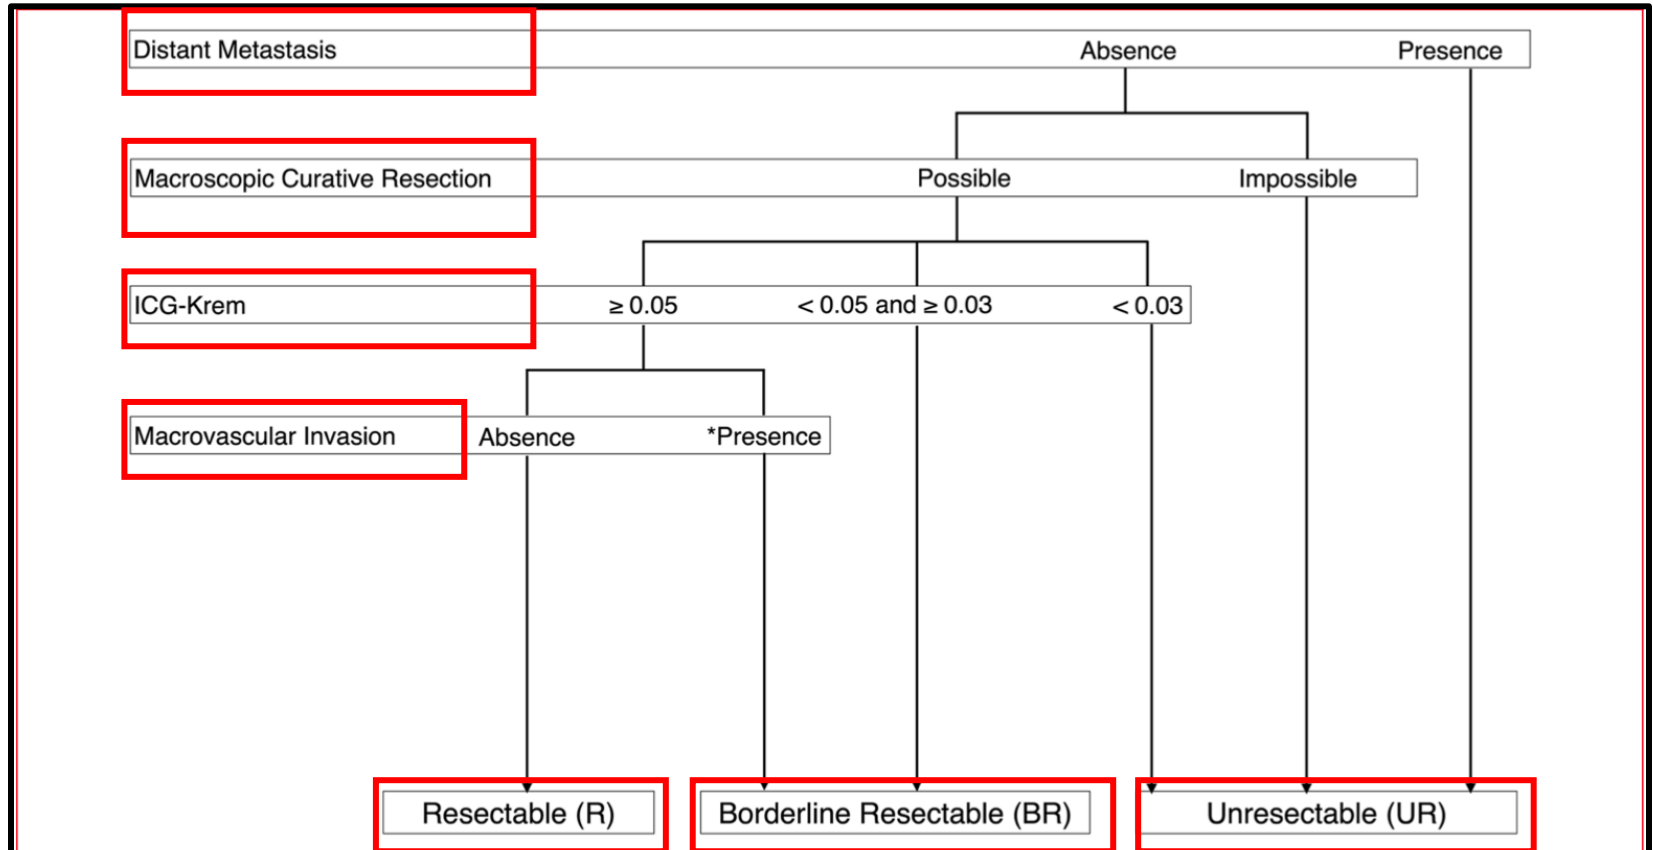 Distant Metastasis Absence Presence
Macroscopic Curative Resection Possible Impossible
ICG-Krem ≥ 0.05 < 0.05 and ≥ 0.03 < 0.03
Macrovascular Invasion Absence *Presence
Resectable (R) Borderline Resectable (BR) Unresectable (UR)